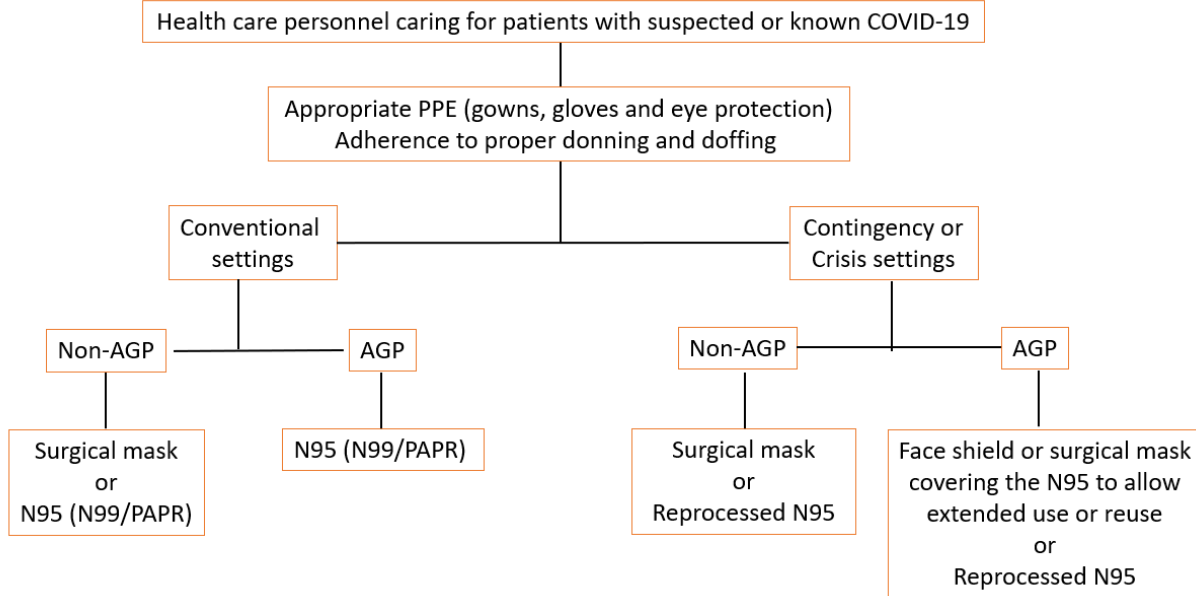 Health care personnel caring for patients with suspected or known COVID-19
Appropriate PPE (gowns, gloves and eye protection)
Adherence to proper donning and doffing
Conventional
settings
Contingency or
Crisis settings
Non-AGP
AGP
Non-AGP
AGP
Surgical mask
or
N95 (N99/PAPR)
N95 (N99/PAPR)
Surgical mask
or
Reprocessed N95
Face shield or surgical mask
covering the N95 to allow
extended use or reuse
or
Reprocessed N95